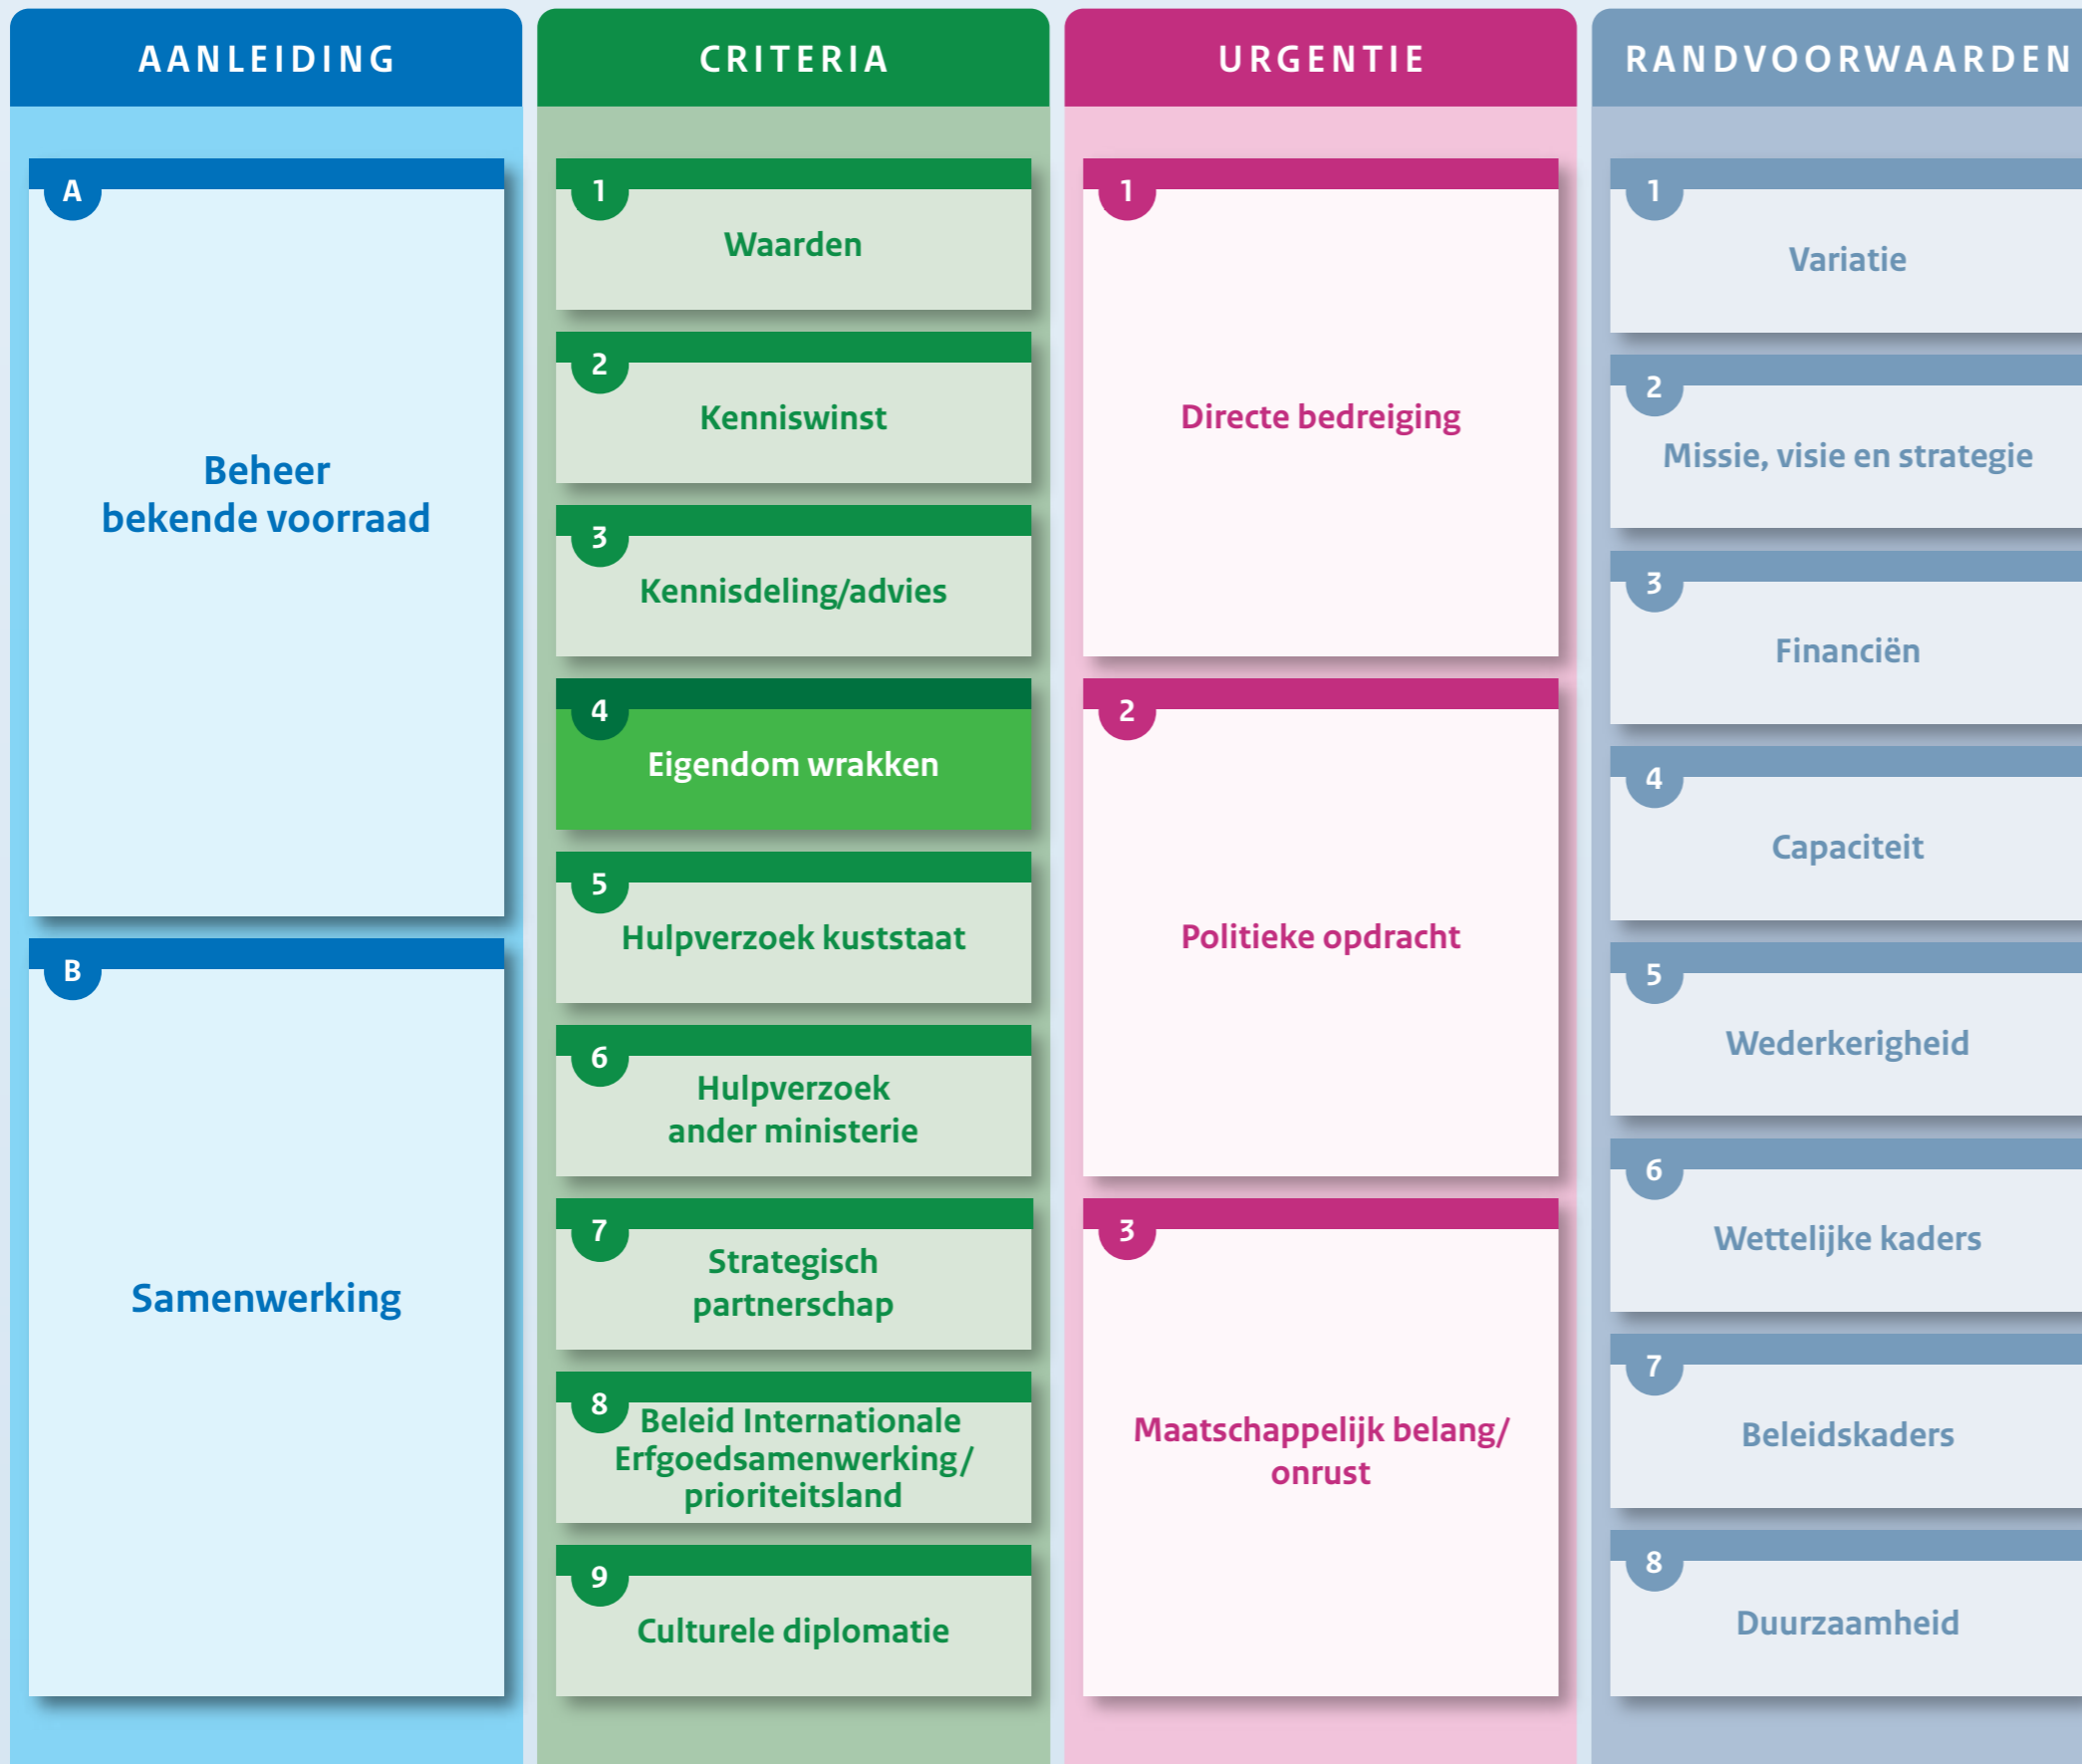 AANLEIDING
A
Beheer
bekende voorraad
B
Samenwerking
CRITERIA
1
Waarden
2
Kenniswinst
3
Kennisdeling/advies
4
Eigendom wrakken
5
Hulpverzoek kuststaat
6
Hulpverzoek
ander ministerie
7
Strategisch
partnerschap
8
Beleid Internationale
Erfgoedsamenwerking/
prioriteitsland
9
Culturele diplomatie
URGENTIE
1
Directe bedreiging
2
Politieke opdracht
3
Maatschappelijk belang/
onrust
RANDVOORWAARDEN
1
Variatie
2
Missie, visie en strategie
3
Financiën
4
Capaciteit
5
Wederkerigheid
6
Wettelijke kaders
7
Beleidskaders
8
Duurzaamheid